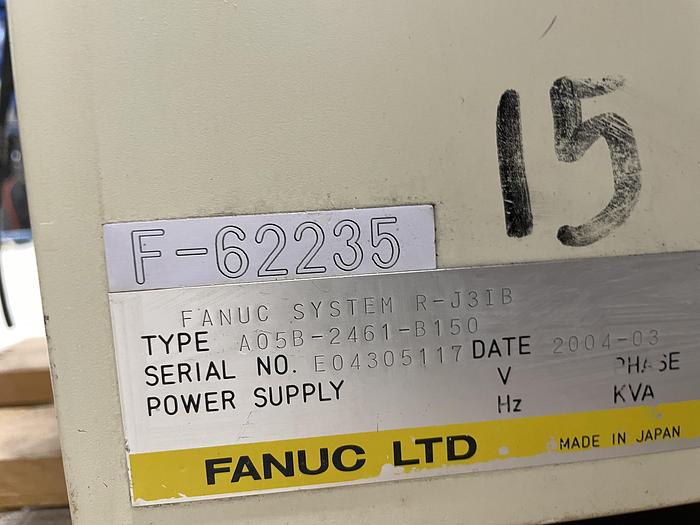 15
F-62235
FANUC SYSTEM R-J3IB
TYPE A05B-2461-B150
SERIAL NO. E04305117 DATE 2004-03
POWER SUPPLY V PHASE
Hz KVA
FANUC LTD MADE IN JAPAN